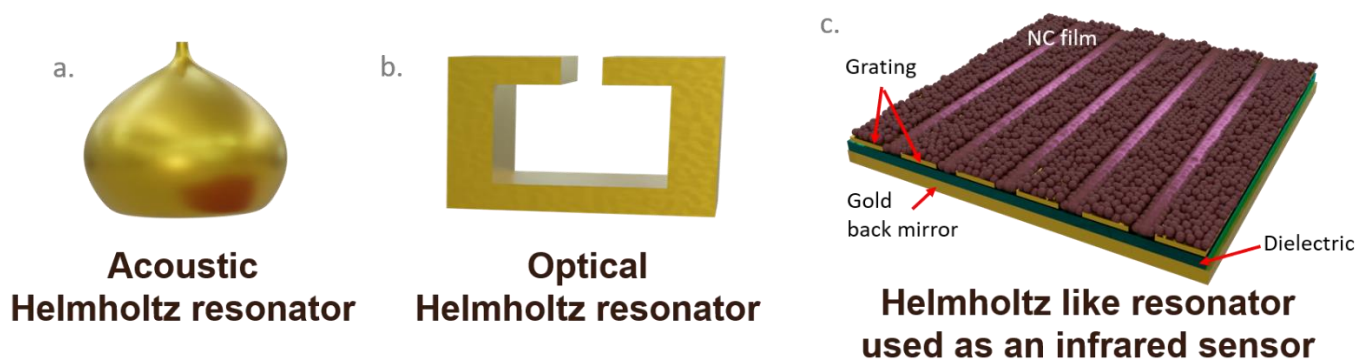 a.
Acoustic
Helmholtz resonator
b.
Optical
Helmholtz resonator
c.
NC film
Grating
Gold
back mirror
Dielectric
Helmholtz like resonator
used as an infrared sensor